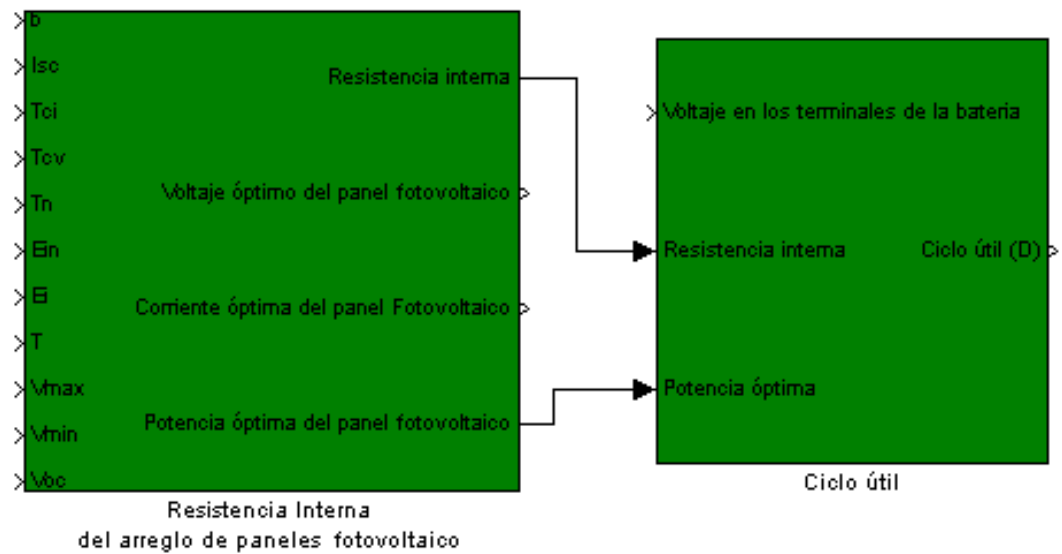 b
Isc
Tci
Tcv
Tn
Ein
Ei
T
Vmax
Vmin
Voc
Resistencia interna
Voltaje óptimo del panel fotovoltaico
Corriente óptima del panel Fotovoltaico
Potencia óptima del panel fotovoltaico
Resistencia Interna
del arreglo de paneles fotovoltaico
Voltaje en los terminales de la bateria
Resistencia interna
Potencia óptima
Ciclo útil (D)
Ciclo útil